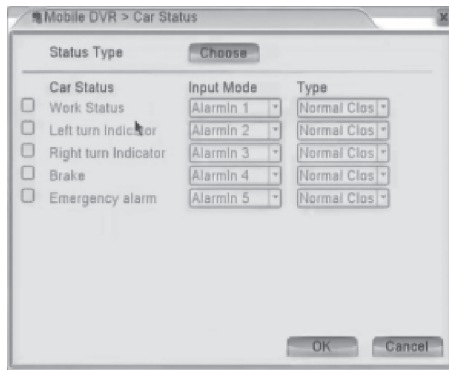 Mobile DVR > Car Status
Status Type Choose
Car Status Input Mode Type
Work Status AlarmIn 1 Normal Clos
Left turn Indicator AlarmIn 2 Normal Clos
Right turn Indicator AlarmIn 3 Normal Clos
Brake AlarmIn 4 Normal Clos
Emergency alarm AlarmIn 5 Normal Clos
OK Cancel